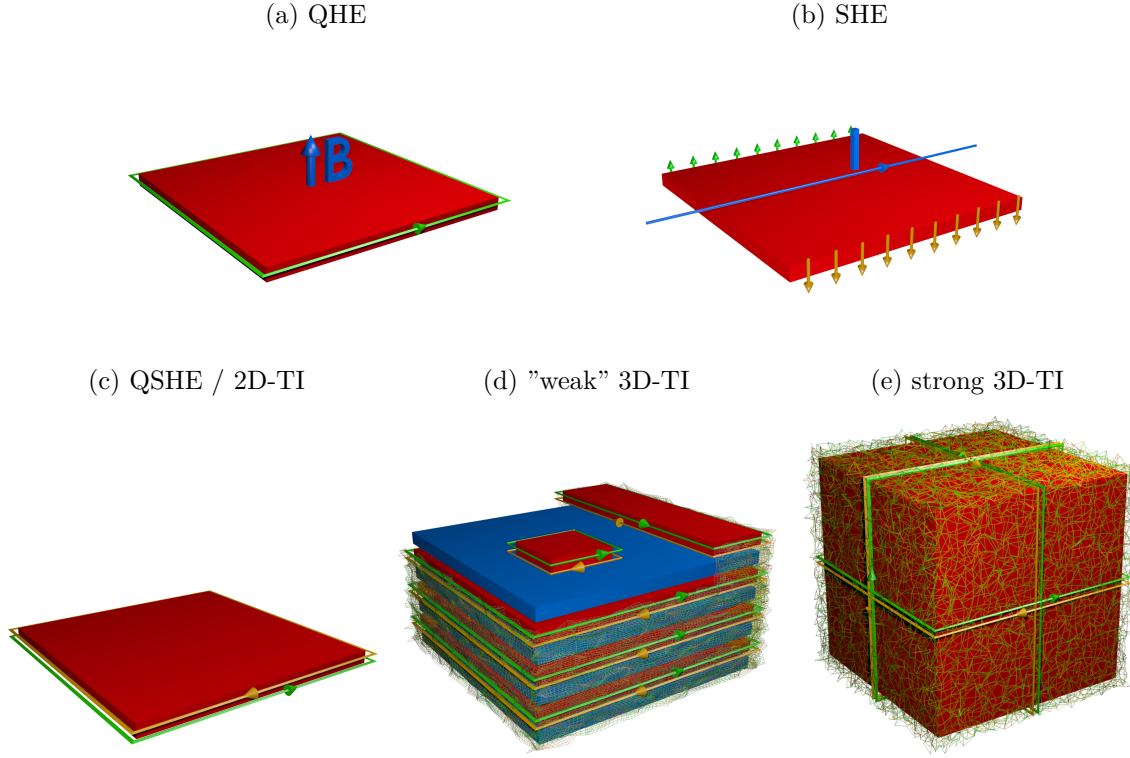 (a) QHE
(b) SHE
B
(c) QSHE / 2D-TI
(d) ”weak” 3D-TI
(e) strong 3D-TI